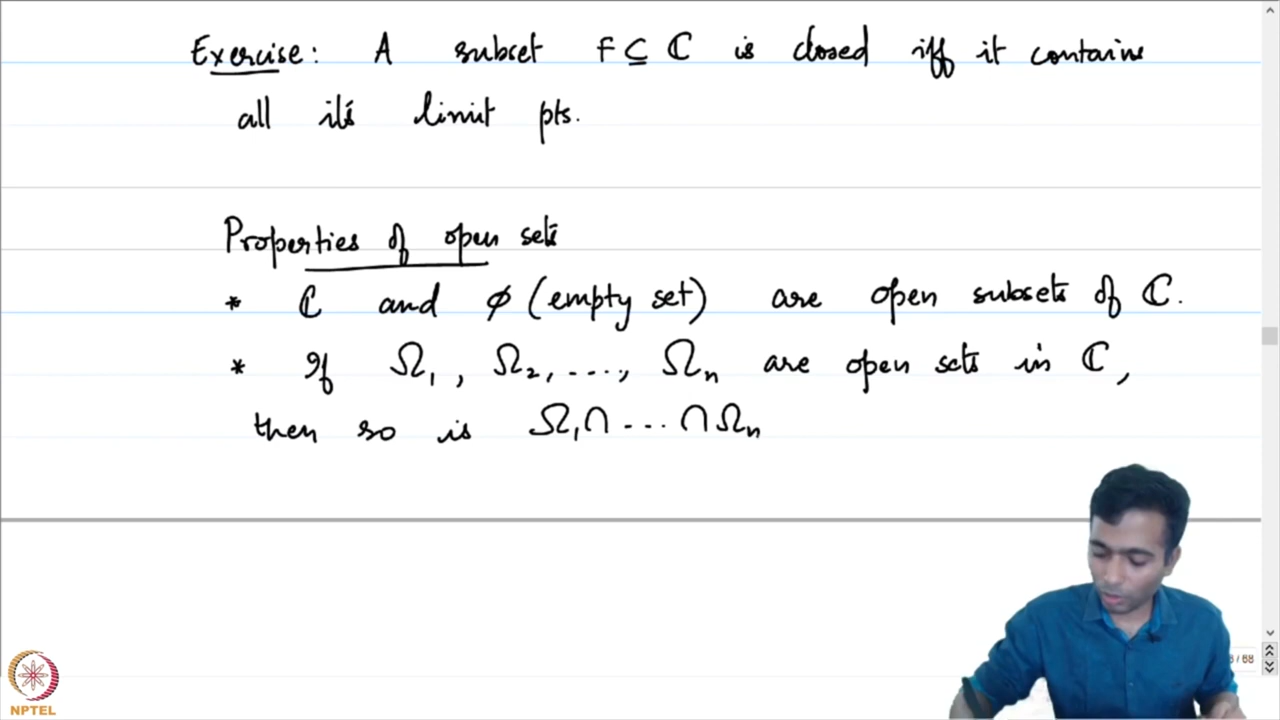 Exercise: A subset F ⊆ ℂ is closed iff it contains
all its limit pts.
Properties of open sets
* ℂ and ϕ (empty set) are open subsets of ℂ.
* If Ω₁, Ω₂, ..., Ωₙ are open sets in ℂ,
then so is Ω₁∩ ... ∩Ωₙ
/ 68
NPTEL